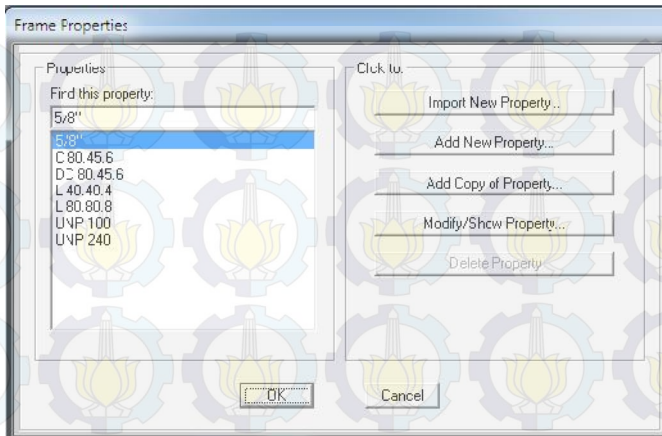 Frame Properties
Properties
Find this property:
5/8"
5/8"
C 80.45.6
DC 80.45.6
L 40.40.4
L 80.80.8
UNP 100
UNP 240
Click to:
Import New Property...
Add New Property...
Add Copy of Property...
Modify/Show Property...
Delete Property
OK
Cancel